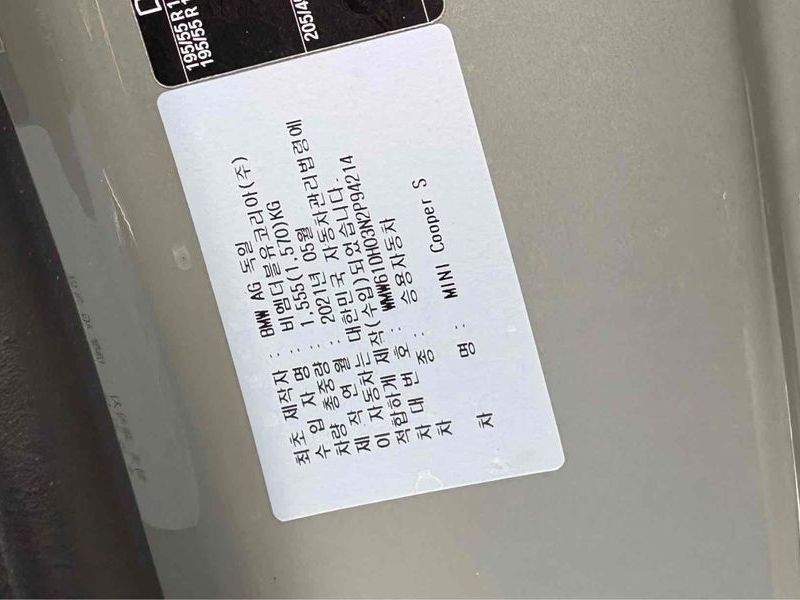 195/55 R 1
195/55 R 1
205/4
최초 제작자 : BMW AG 독일
수 입 자 명 : 비엠더블유코리아(주)
차량 총중량 : 1,555(1,570)KG
제 작 연 월 : 2021년 05월
이 자동차는 대한민국 자동차관리법령에
적합하게 제작(수입)되었습니다.
차 대 번 호 : WMW610H03N2P94214
차 종 : 승용자동차
차 명 : MINI Cooper S